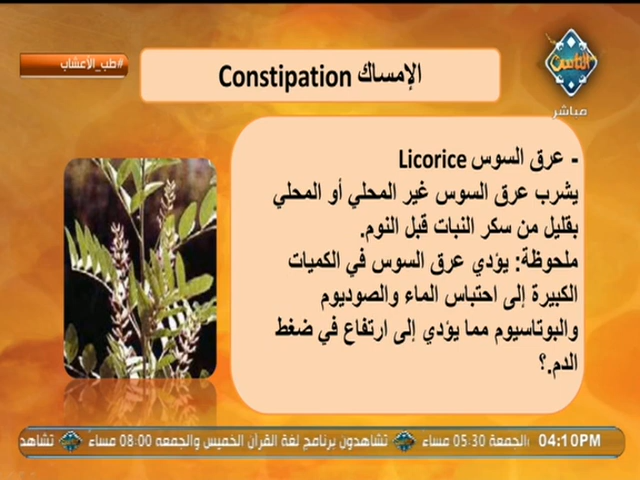 #طب_الأعشاب
الإمساك Constipation
الناس
مباشر
- عرق السوس Licorice
يشرب عرق السوس غير المحلي أو المحلي
بقليل من سكر النبات قبل النوم.
ملحوظة: يؤدي عرق السوس في الكميات
الكبيرة إلى احتباس الماء والصوديوم
والبوتاسيوم مما يؤدي إلى ارتفاع في ضغط
الدم.؟
04:10PM والجمعة 05:30 مساء تشاهدون برنامج لغة القرآن الخميس والجمعه 08:00 مساء تشاهد